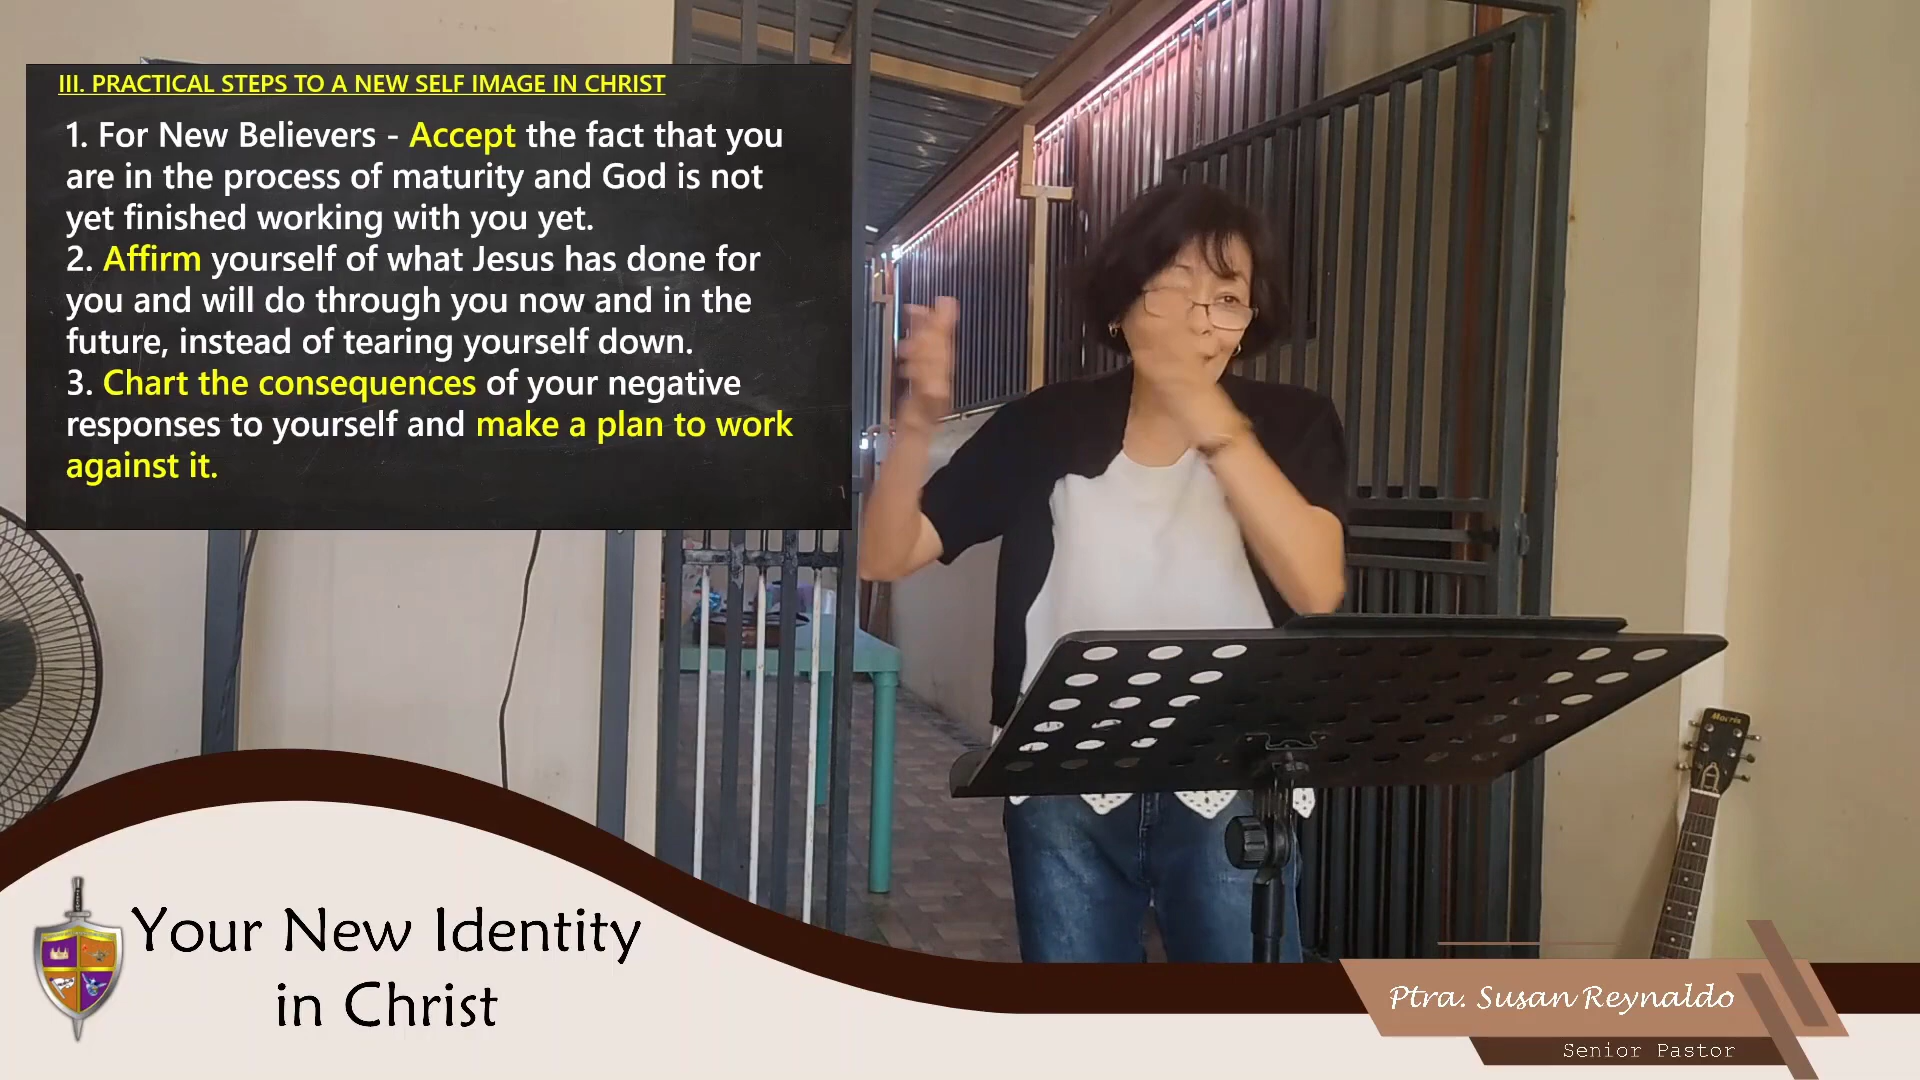 III. PRACTICAL STEPS TO A NEW SELF IMAGE IN CHRIST
1. For New Believers - Accept the fact that you
are in the process of maturity and God is not
yet finished working with you yet.
2. Affirm yourself of what Jesus has done for
you and will do through you now and in the
future, instead of tearing yourself down.
3. Chart the consequences of your negative
responses to yourself and make a plan to work
against it.
Morris
Your New Identity
in Christ
Ptra. Susan Reynaldo
Senior Pastor